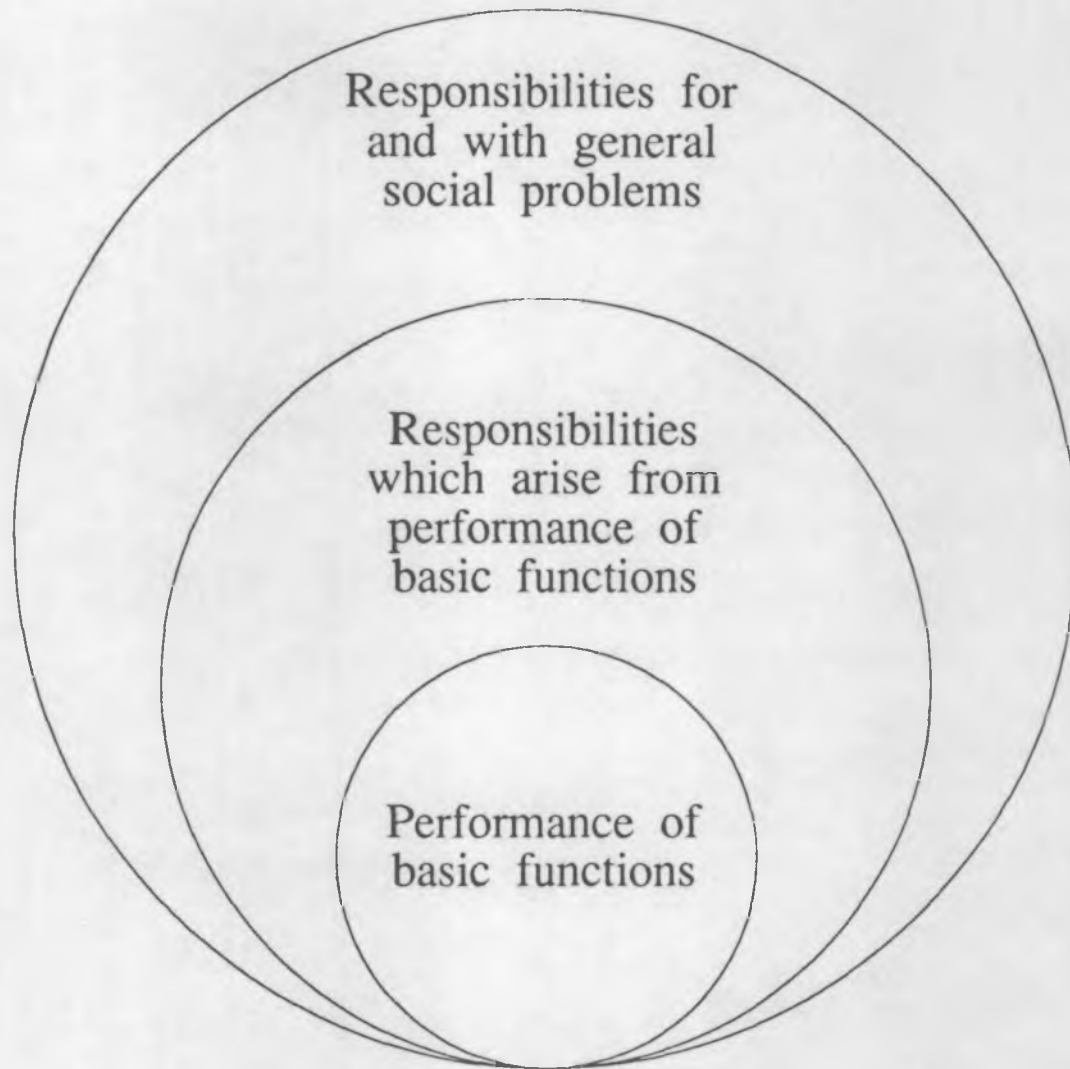 Responsibilities for
and with general
social problems
Responsibilities
which arise from
performance of
basic functions
Performance of
basic functions